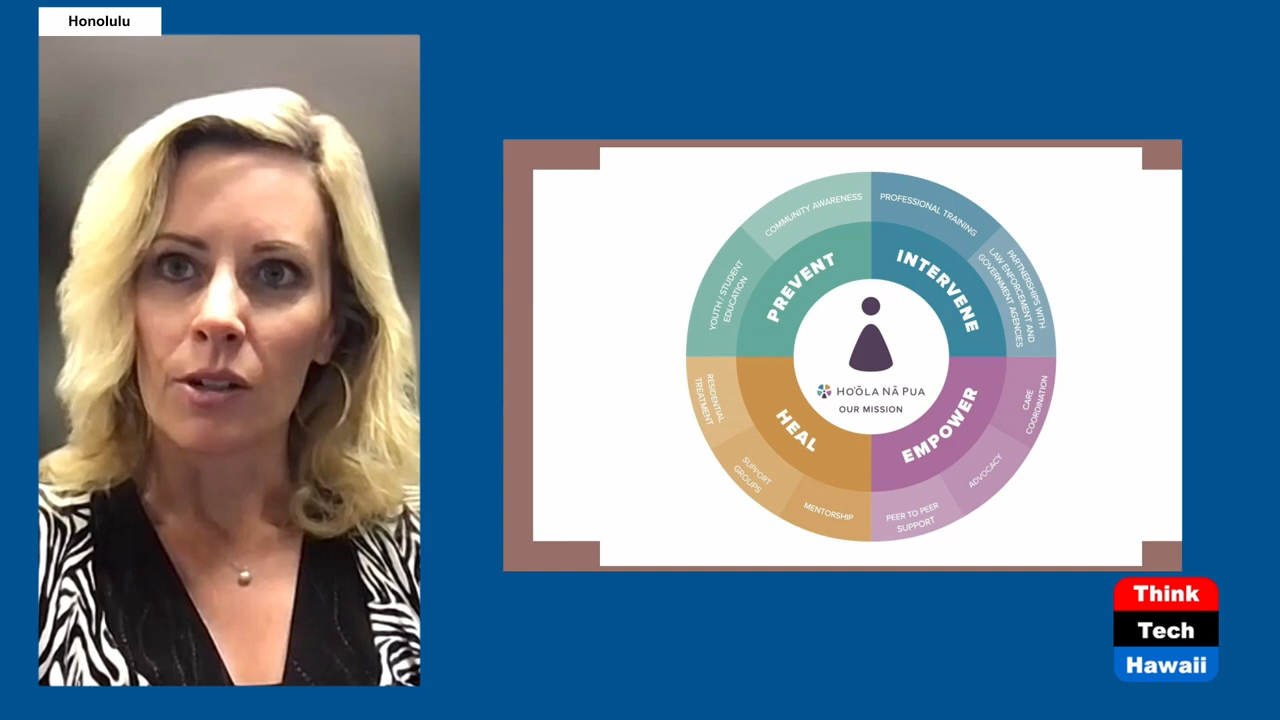 Honolulu
COMMUNITY AWARENESS
PROFESSIONAL TRAINING
YOUTH / STUDENT
EDUCATION
PREVENT
INTERVENE
PARTNERSHIPS WITH
LAW ENFORCEMENT AND
GOVERNMENT AGENCIES
HO'ŌLA NĀ PUA
OUR MISSION
RESIDENTIAL
TREATMENT
HEAL
EMPOWER
CARE
COORDINATION
SUPPORT
GROUPS
ADVOCACY
MENTORSHIP
PEER TO PEER
SUPPORT
Think
Tech
Hawaii